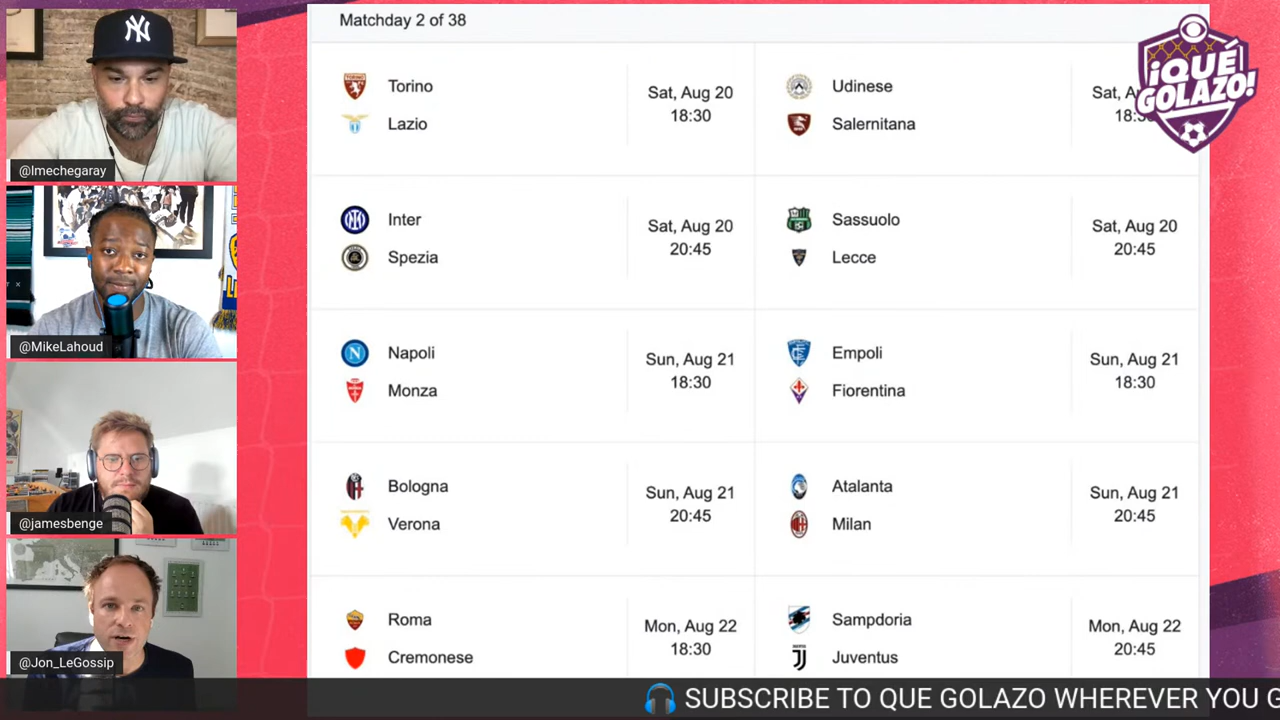 @lmechegaray
@MikeLahoud
@jamesbenge
@Jon_LeGossip
Matchday 2 of 38
Torino
Lazio
Sat, Aug 20
18:30
Udinese
Salernitana
Sat, A
18:3
Inter
Spezia
Sat, Aug 20
20:45
Sassuolo
Lecce
Sat, Aug 20
20:45
Napoli
Monza
Sun, Aug 21
18:30
Empoli
Fiorentina
Sun, Aug 21
18:30
Bologna
Verona
Sun, Aug 21
20:45
Atalanta
Milan
Sun, Aug 21
20:45
Roma
Cremonese
Mon, Aug 22
18:30
Sampdoria
Juventus
Mon, Aug 22
20:45
¡QUÉ
GOLAZO!
SUBSCRIBE TO QUE GOLAZO WHEREVER YOU G